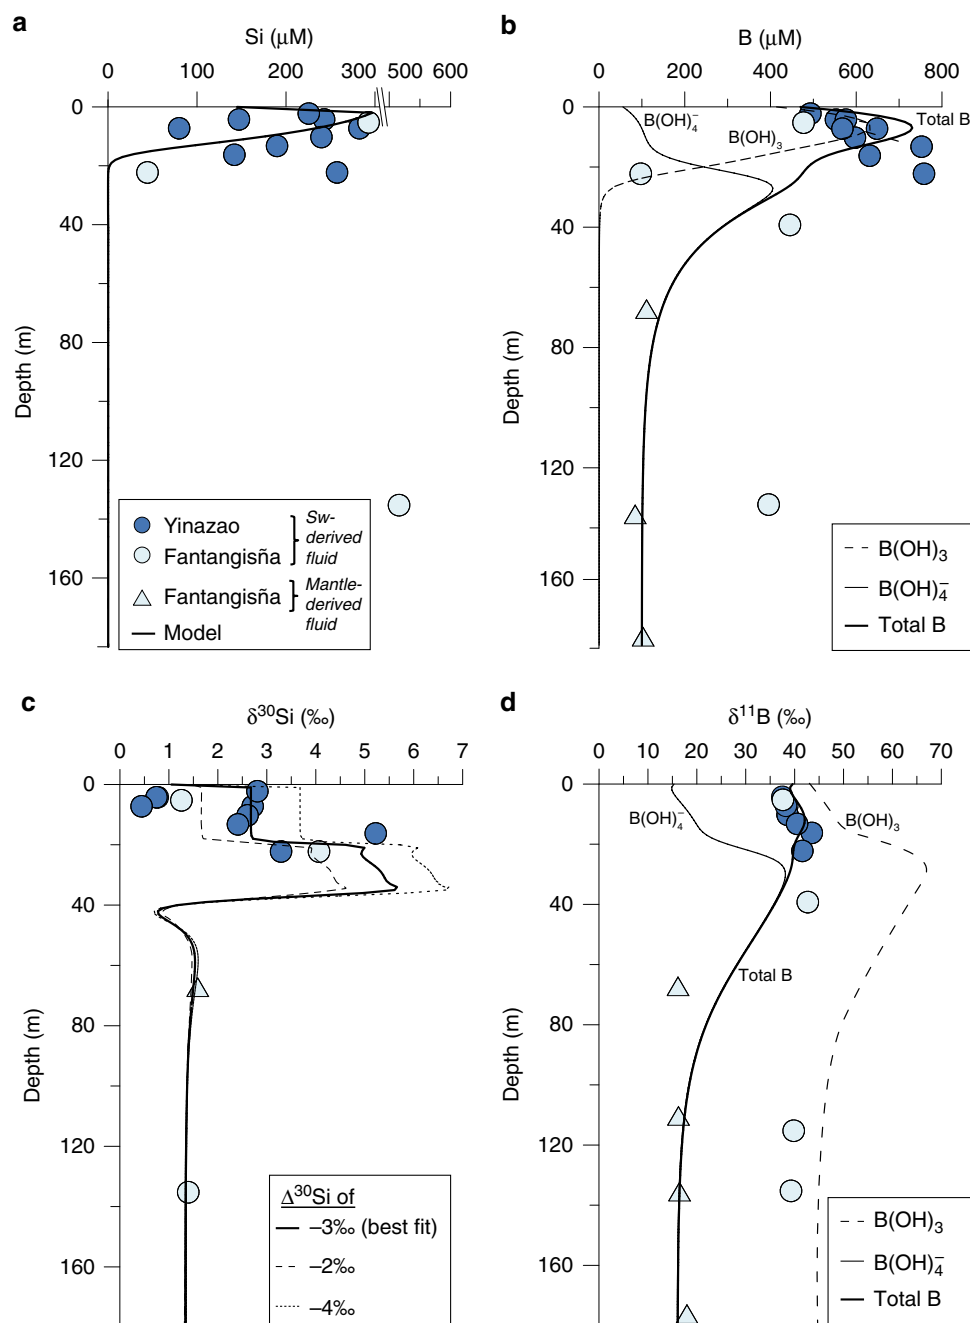 a
Si (μM)
0 100 200 300 500 600
0
40
80
120
160
Depth (m)
Yinazao
Fantangisña
Sw-
derived
fluid
Fantangisña
Mantle-
derived
fluid
Model
b
B (μM)
0 200 400 600 800
0
40
80
120
160
Depth (m)
B(OH)₄⁻
B(OH)₃
Total B
B(OH)₃
B(OH)₄⁻
Total B
c
δ³⁰Si (‰)
0 1 2 3 4 5 6 7
0
40
80
120
160
Depth (m)
Δ³⁰Si of
–3‰ (best fit)
–2‰
–4‰
d
δ¹¹B (‰)
0 10 20 30 40 50 60 70
0
40
80
120
160
Depth (m)
B(OH)₄⁻
B(OH)₃
Total B
B(OH)₃
B(OH)₄⁻
Total B